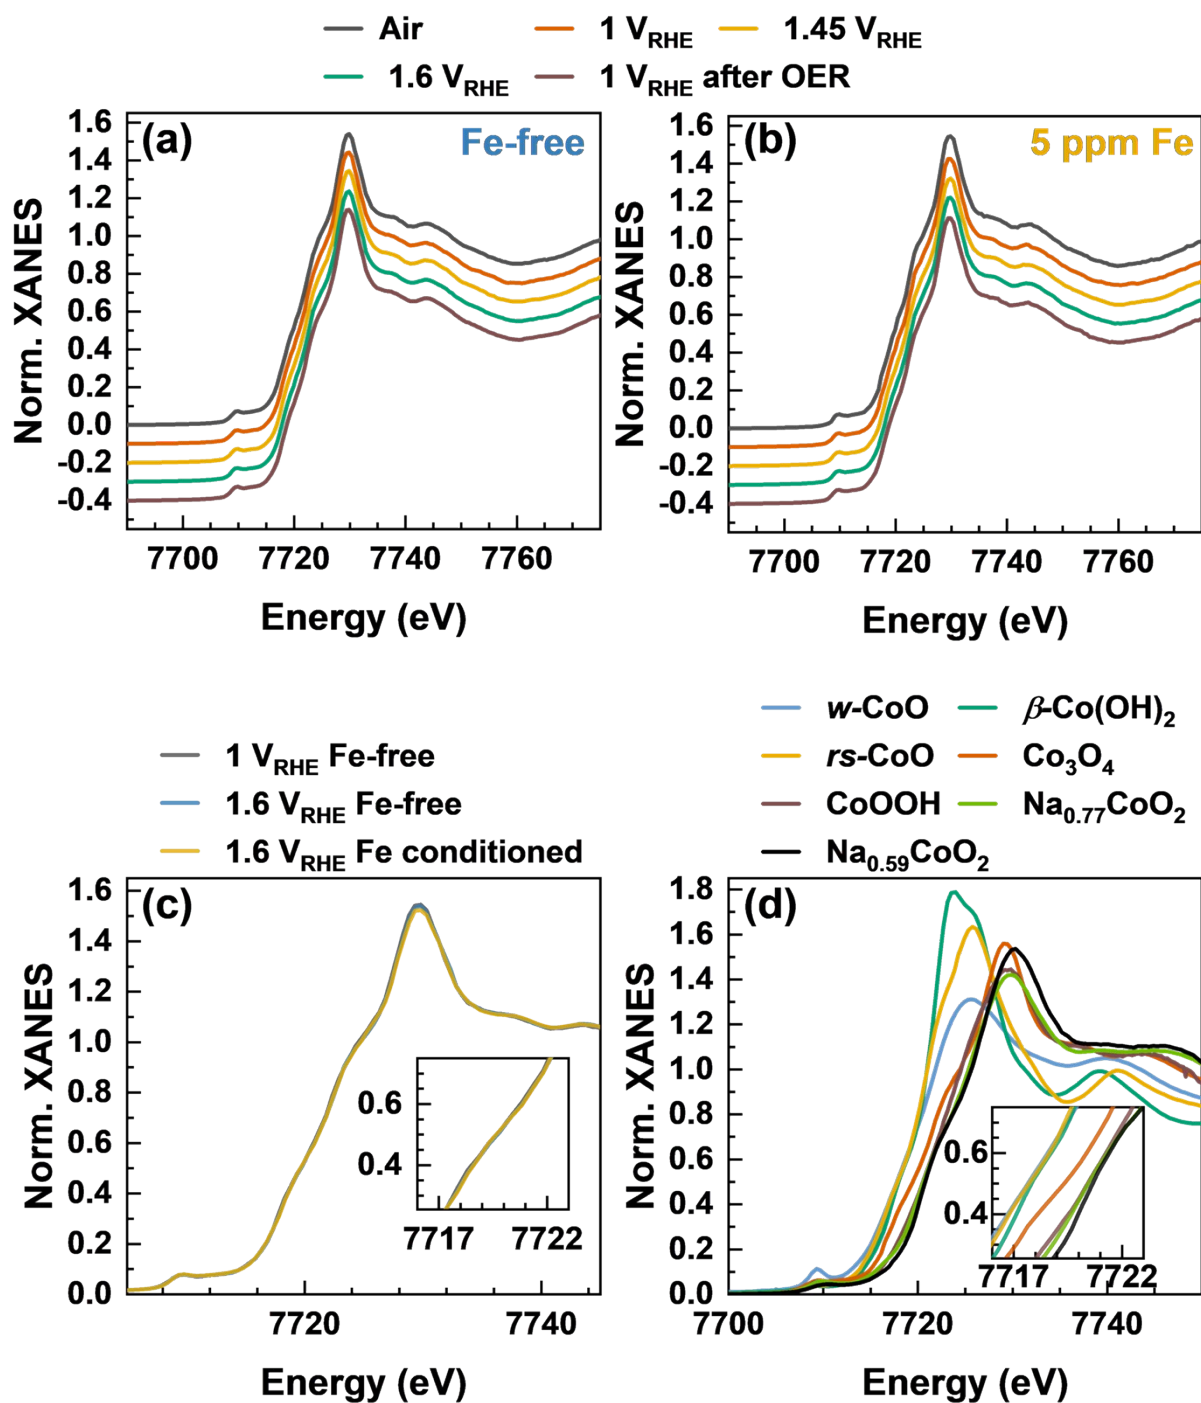 Air 1 V_RHE 1.45 V_RHE
1.6 V_RHE 1 V_RHE after OER
(a) Fe-free
Norm. XANES
1.6
1.4
1.2
1.0
0.8
0.6
0.4
0.2
0.0
-0.2
-0.4
7700 7720 7740 7760
Energy (eV)
(b) 5 ppm Fe
Norm. XANES
1.6
1.4
1.2
1.0
0.8
0.6
0.4
0.2
0.0
-0.2
-0.4
7700 7720 7740 7760
Energy (eV)
1 V_RHE Fe-free
1.6 V_RHE Fe-free
1.6 V_RHE Fe conditioned
(c)
Norm. XANES
1.6
1.4
1.2
1.0
0.8
0.6
0.4
0.2
0.0
0.6
0.4
7717 7722
7720 7740
Energy (eV)
w-CoO β-Co(OH)₂
rs-CoO Co₃O₄
CoOOH Na₀.₇₇CoO₂
Na₀.₅₉CoO₂
(d)
Norm. XANES
1.8
1.6
1.4
1.2
1.0
0.8
0.6
0.4
0.2
0.0
0.6
0.4
7717 7722
7700 7720 7740
Energy (eV)